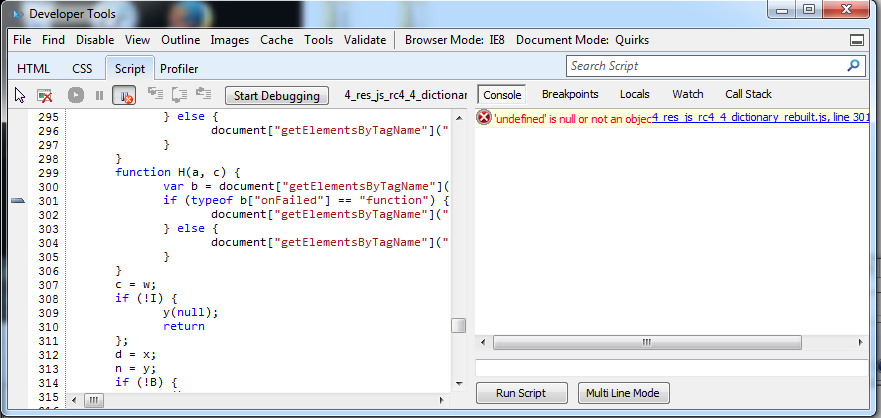 Developer Tools
File Find Disable View Outline Images Cache Tools Validate Browser Mode: IE8 Document Mode: Quirks
HTML CSS Script Profiler
Search Script
Start Debugging 4_res_js_rc4_4_dictionar
Console Breakpoints Locals Watch Call Stack
'undefined' is null or not an objec 4_res_js_rc4_4_dictionary_rebuilt.js, line 301
295 } else {
296 document["getElementsByTagName"]("
297 }
298 }
299 function H(a, c) {
300 var b = document["getElementsByTagName"](
301 if (typeof b["onFailed"] == "function") {
302 document["getElementsByTagName"]("
303 } else {
304 document["getElementsByTagName"]("
305 }
306 }
307 c = w;
308 if (!I) {
309 y(null);
310 return
311 };
312 d = x;
313 n = y;
314 if (!B) {
315
Run Script Multi Line Mode